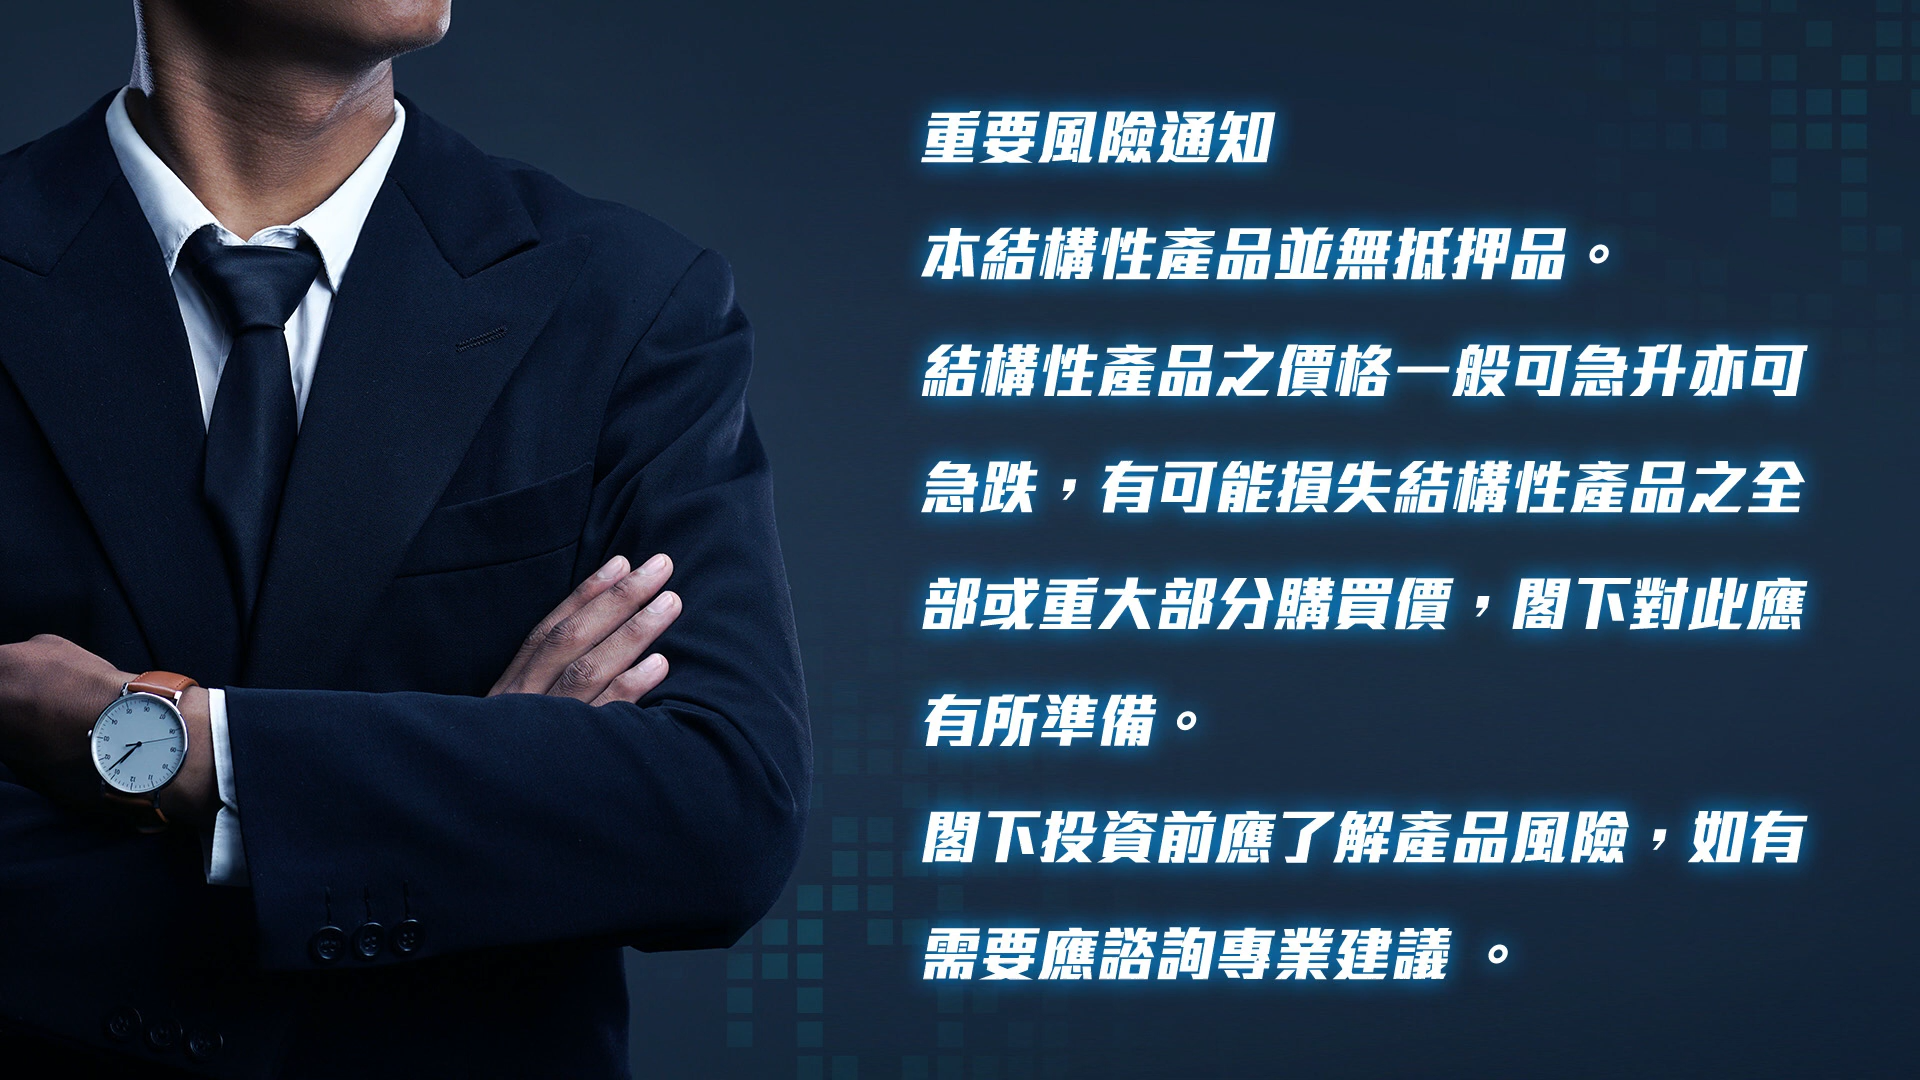 重要風險通知
本結構性產品並無抵押品。
結構性產品之價格一般可急升亦可
急跌，有可能損失結構性產品之全
部或重大部分購買價，閣下對此應
有所準備。
閣下投資前應了解產品風險，如有
需要應諮詢專業建議 。